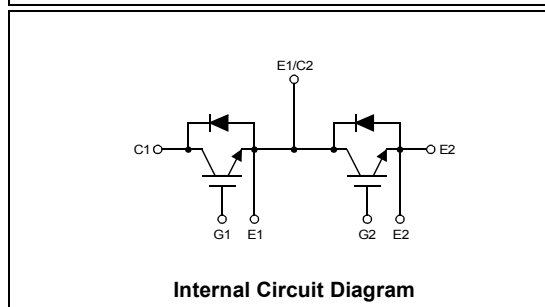 E1/C2
C1
E2
G1
E1
G2
E2
Internal Circuit Diagram